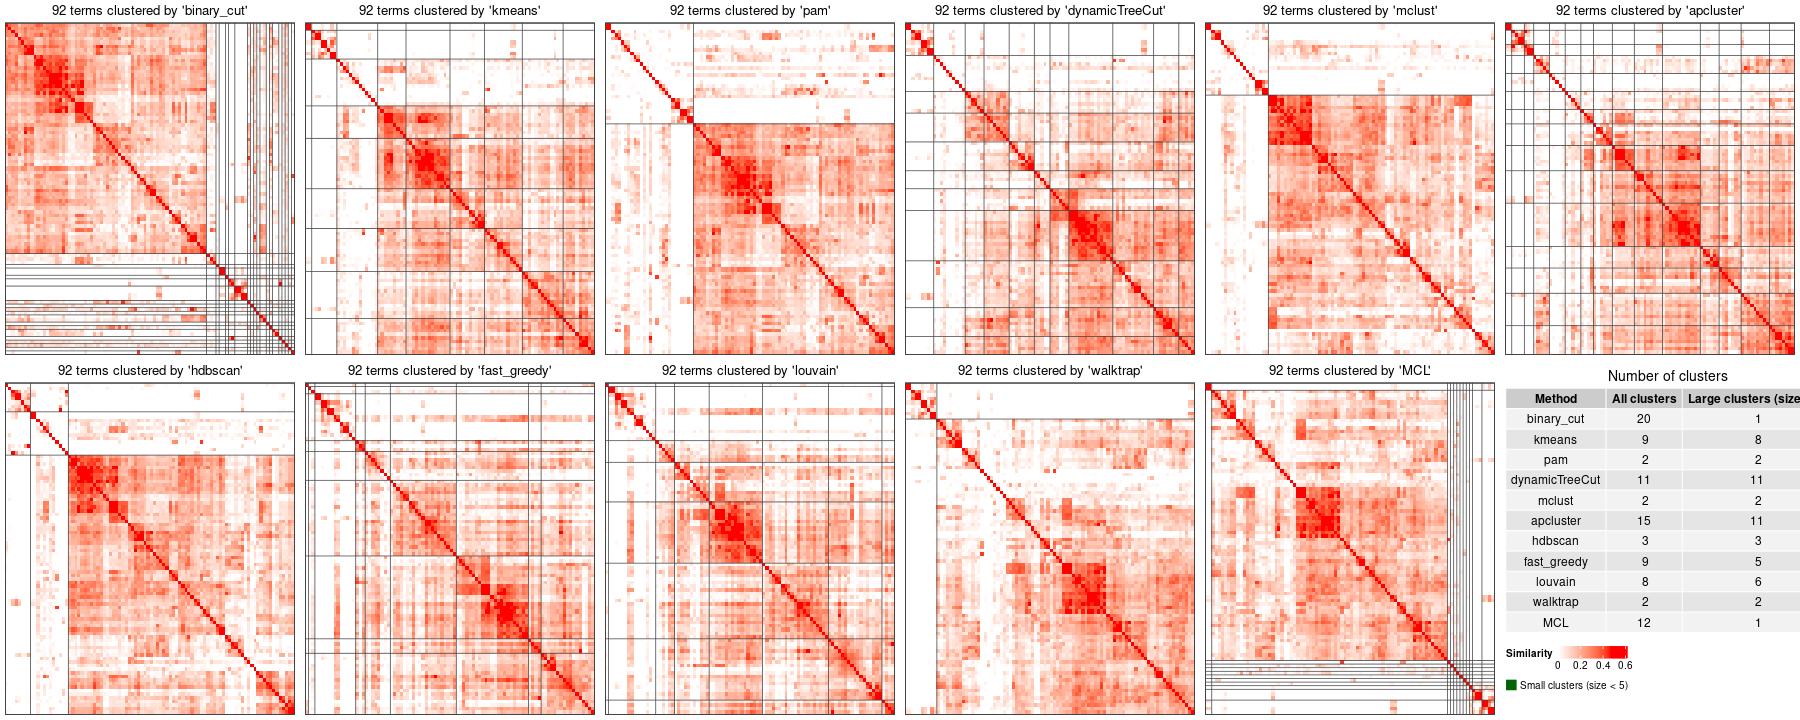 92 terms clustered by 'binary_cut'
92 terms clustered by 'kmeans'
92 terms clustered by 'pam'
92 terms clustered by 'dynamicTreeCut'
92 terms clustered by 'mclust'
92 terms clustered by 'apcluster'
92 terms clustered by 'hdbscan'
92 terms clustered by 'fast_greedy'
92 terms clustered by 'louvain'
92 terms clustered by 'walktrap'
92 terms clustered by 'MCL'
Number of clusters
Method All clusters Large clusters (size
binary_cut 20 1
kmeans 9 8
pam 2 2
dynamicTreeCut 11 11
mclust 2 2
apcluster 15 11
hdbscan 3 3
fast_greedy 9 5
louvain 8 6
walktrap 2 2
MCL 12 1
Similarity
0 0.2 0.4 0.6
Small clusters (size < 5)